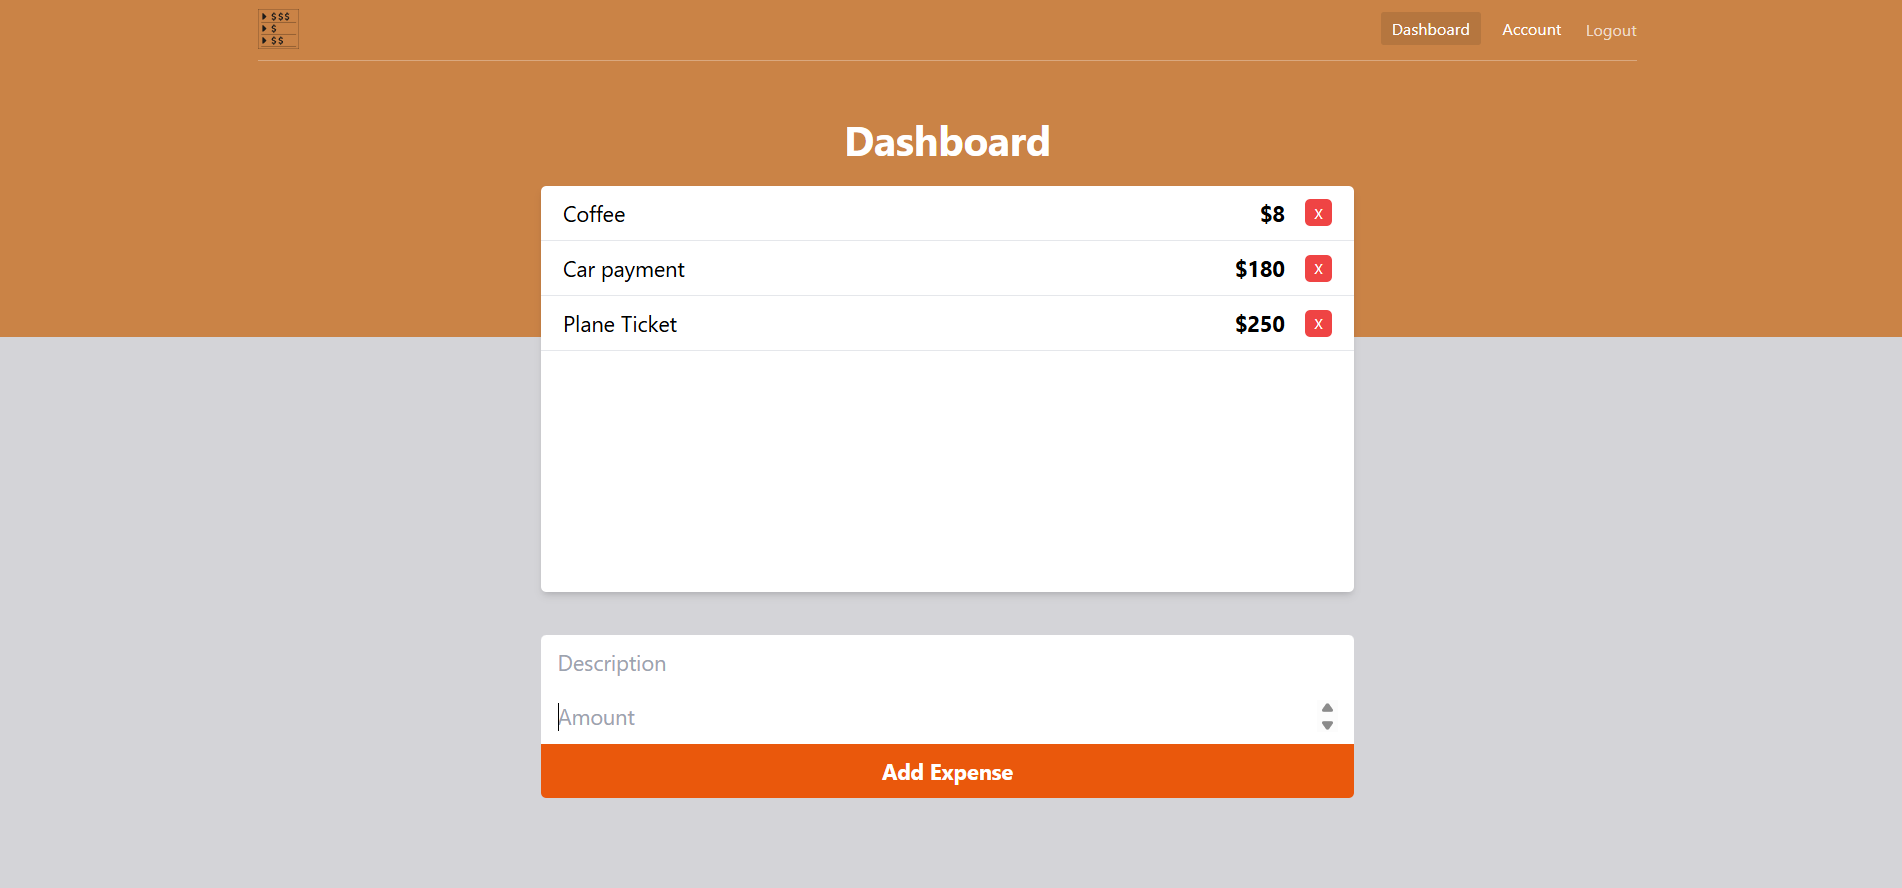 $$$
$
$$
Dashboard Account Logout
Dashboard
Coffee $8 X
Car payment $180 X
Plane Ticket $250 X
Description
Amount
Add Expense